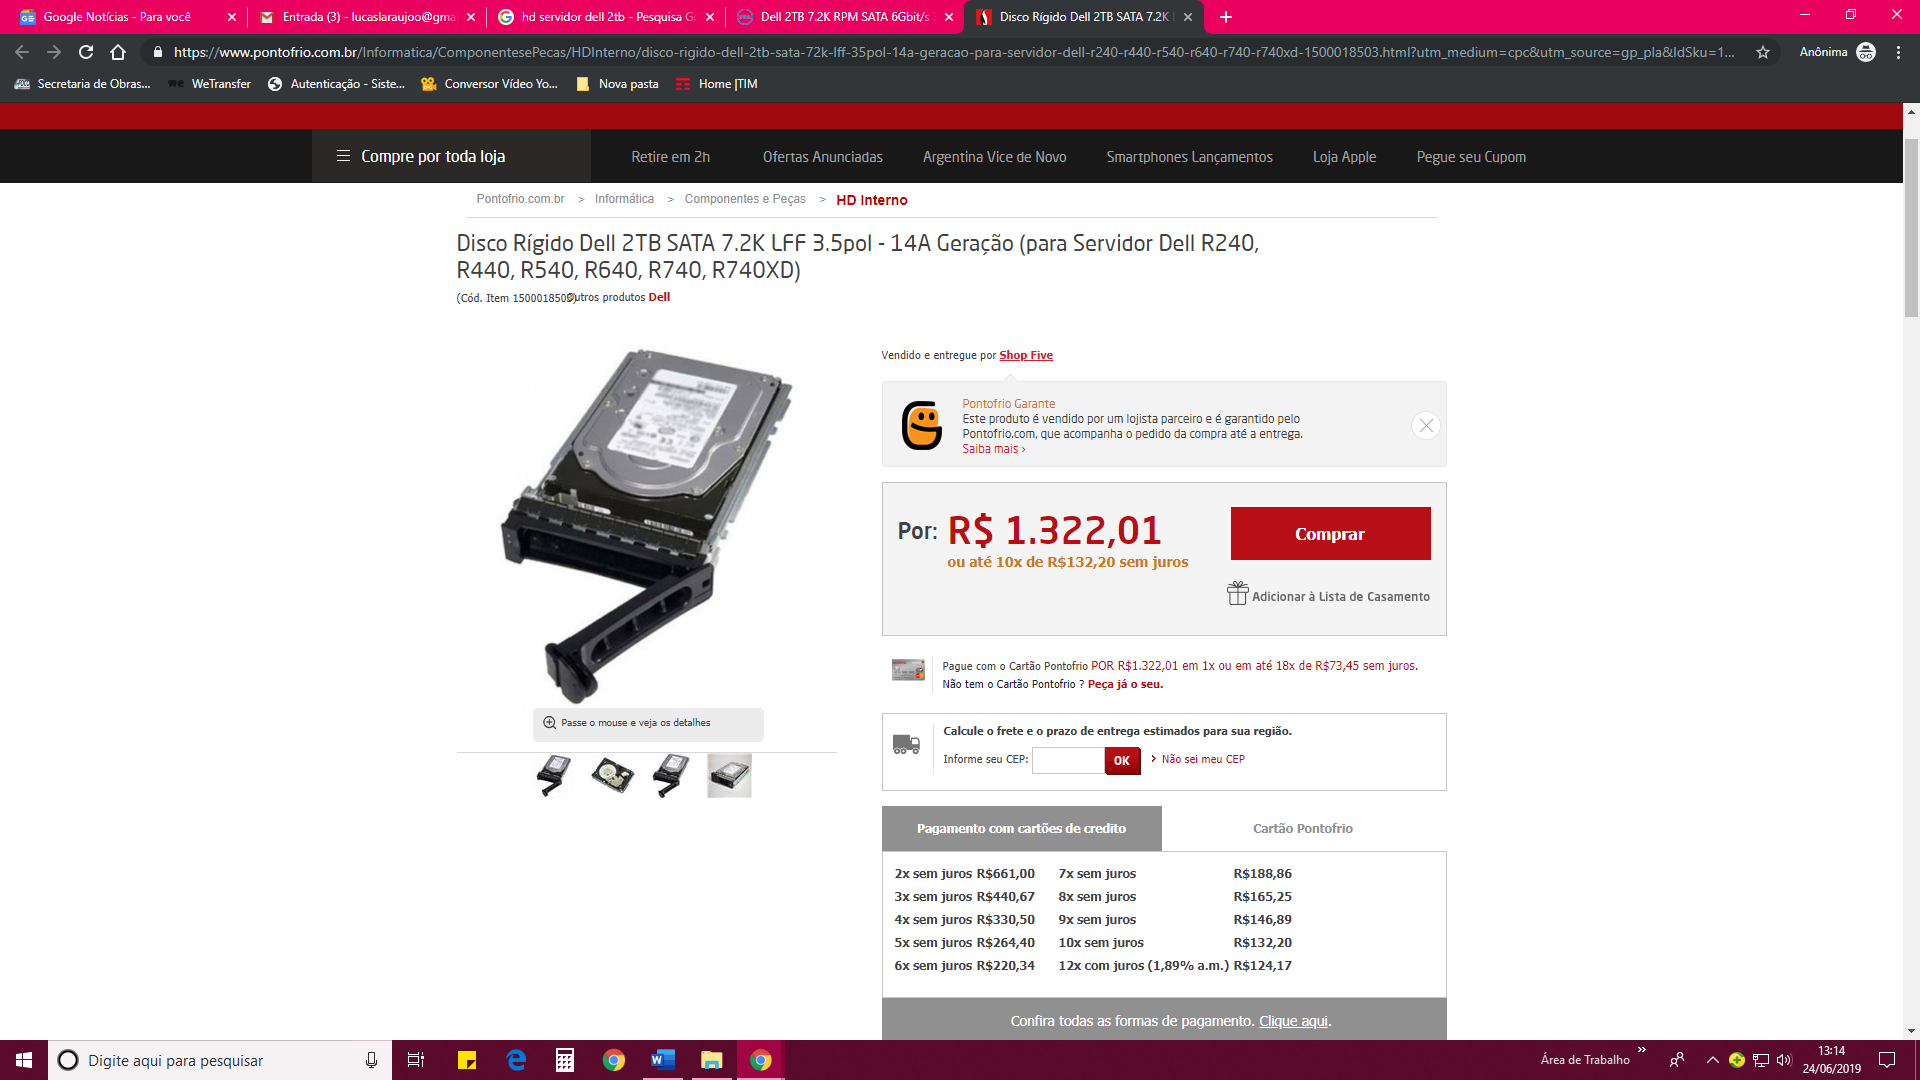 Google Notícias - Para você
Entrada (3) - lucaslaraujoo@gma
hd servidor dell 2tb - Pesquisa G
Dell 2TB 7.2K RPM SATA 6Gbit/s
Disco Rígido Dell 2TB SATA 7.2K
https://www.pontofrio.com.br/Informatica/ComponentesePecas/HDInterno/disco-rigido-dell-2tb-sata-72k-lff-35pol-14a-geracao-para-servidor-dell-r240-r440-r540-r640-r740-r740xd-1500018503.html?utm_medium=cpc&utm_source=gp_pla&IdSku=1...
Anônima
Secretaria de Obras...
WeTransfer
Autenticação - Siste...
Conversor Vídeo Yo...
Nova pasta
Home |TIM
Compre por toda loja
Retire em 2h
Ofertas Anunciadas
Argentina Vice de Novo
Smartphones Lançamentos
Loja Apple
Pegue seu Cupom
Pontofrio.com.br > Informática > Componentes e Peças > HD Interno
Disco Rígido Dell 2TB SATA 7.2K LFF 3.5pol - 14A Geração (para Servidor Dell R240,
R440, R540, R640, R740, R740XD)
(Cód. Item 1500018503) Outros produtos Dell
Vendido e entregue por Shop Five
Pontofrio Garante
Este produto é vendido por um lojista parceiro e é garantido pelo
Pontofrio.com, que acompanha o pedido da compra até a entrega.
Saiba mais >
Por: R$ 1.322,01
ou até 10x de R$132,20 sem juros
Comprar
Adicionar à Lista de Casamento
Pague com o Cartão Pontofrio POR R$1.322,01 em 1x ou em até 18x de R$73,45 sem juros.
Não tem o Cartão Pontofrio ? Peça já o seu.
Passe o mouse e veja os detalhes
Calcule o frete e o prazo de entrega estimados para sua região.
Informe seu CEP: OK > Não sei meu CEP
Pagamento com cartões de credito
Cartão Pontofrio
2x sem juros R$661,00 7x sem juros R$188,86
3x sem juros R$440,67 8x sem juros R$165,25
4x sem juros R$330,50 9x sem juros R$146,89
5x sem juros R$264,40 10x sem juros R$132,20
6x sem juros R$220,34 12x com juros (1,89% a.m.) R$124,17
Confira todas as formas de pagamento. Clique aqui.
Digite aqui para pesquisar
Área de Trabalho
13:14
24/06/2019